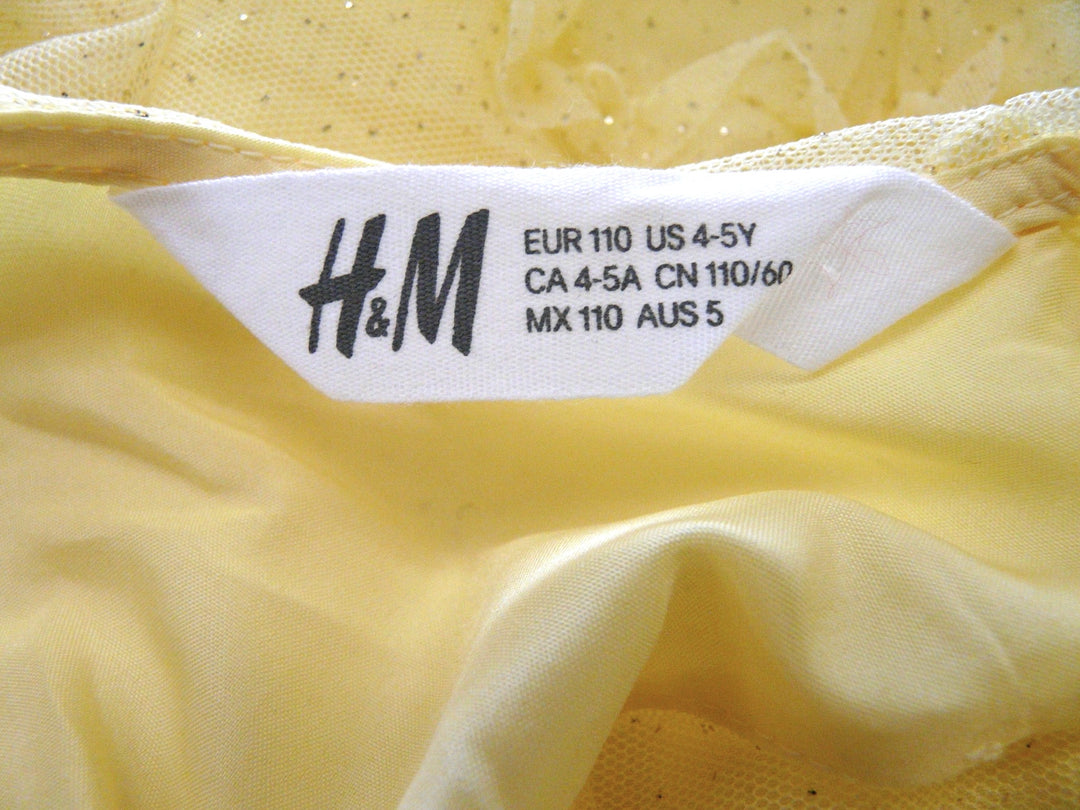 H&M
EUR 110 US 4-5Y
CA 4-5A CN 110/60
MX 110 AUS 5